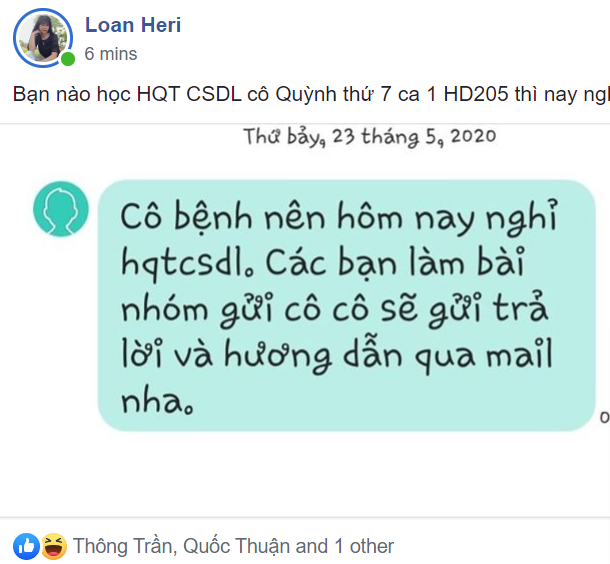 Loan Heri
6 mins
Bạn nào học HQT CSDL cô Quỳnh thứ 7 ca 1 HD205 thì nay
Thứ bảy, 23 tháng 5, 2020
Cô bệnh nên hôm nay nghỉ
hqtcsdl. Các bạn làm bài
nhóm gửi cô cô sẽ gửi trả
lời và hương dẫn qua mail
nha.
Thông Trần, Quốc Thuận and 1 other